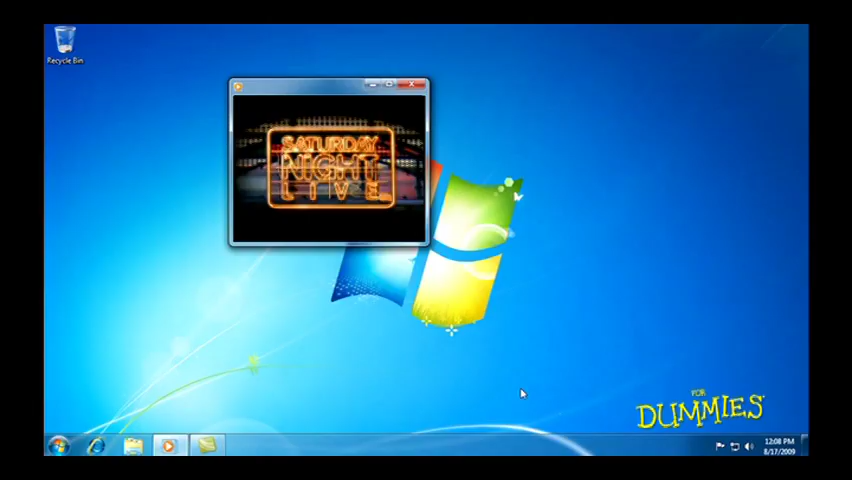 Recycle Bin
SATURDAY
NIGHT
LIVE
FOR
DUMMIES
12:08 PM
8/17/2009